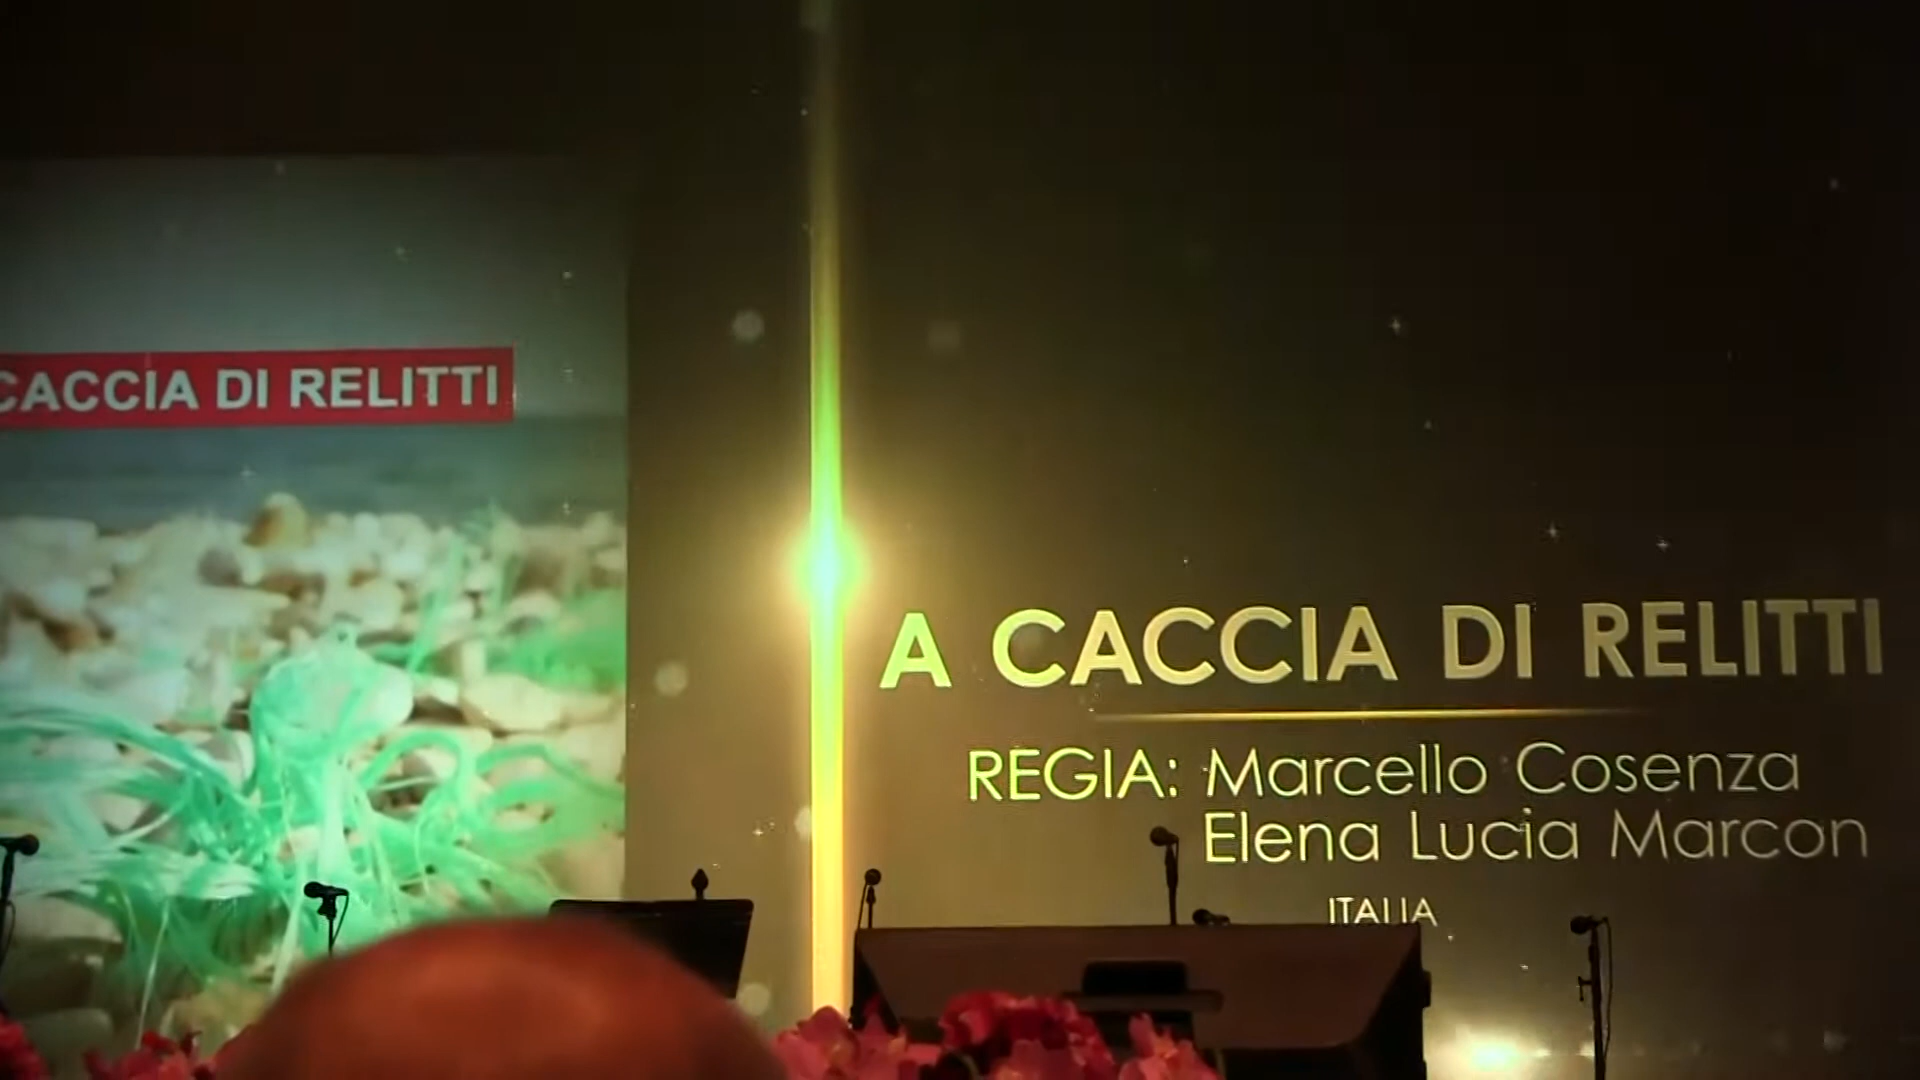 CACCIA DI RELITTI
A CACCIA DI RELITTI
REGIA: Marcello Cosenza
Elena Lucia Marcon
ITALIA